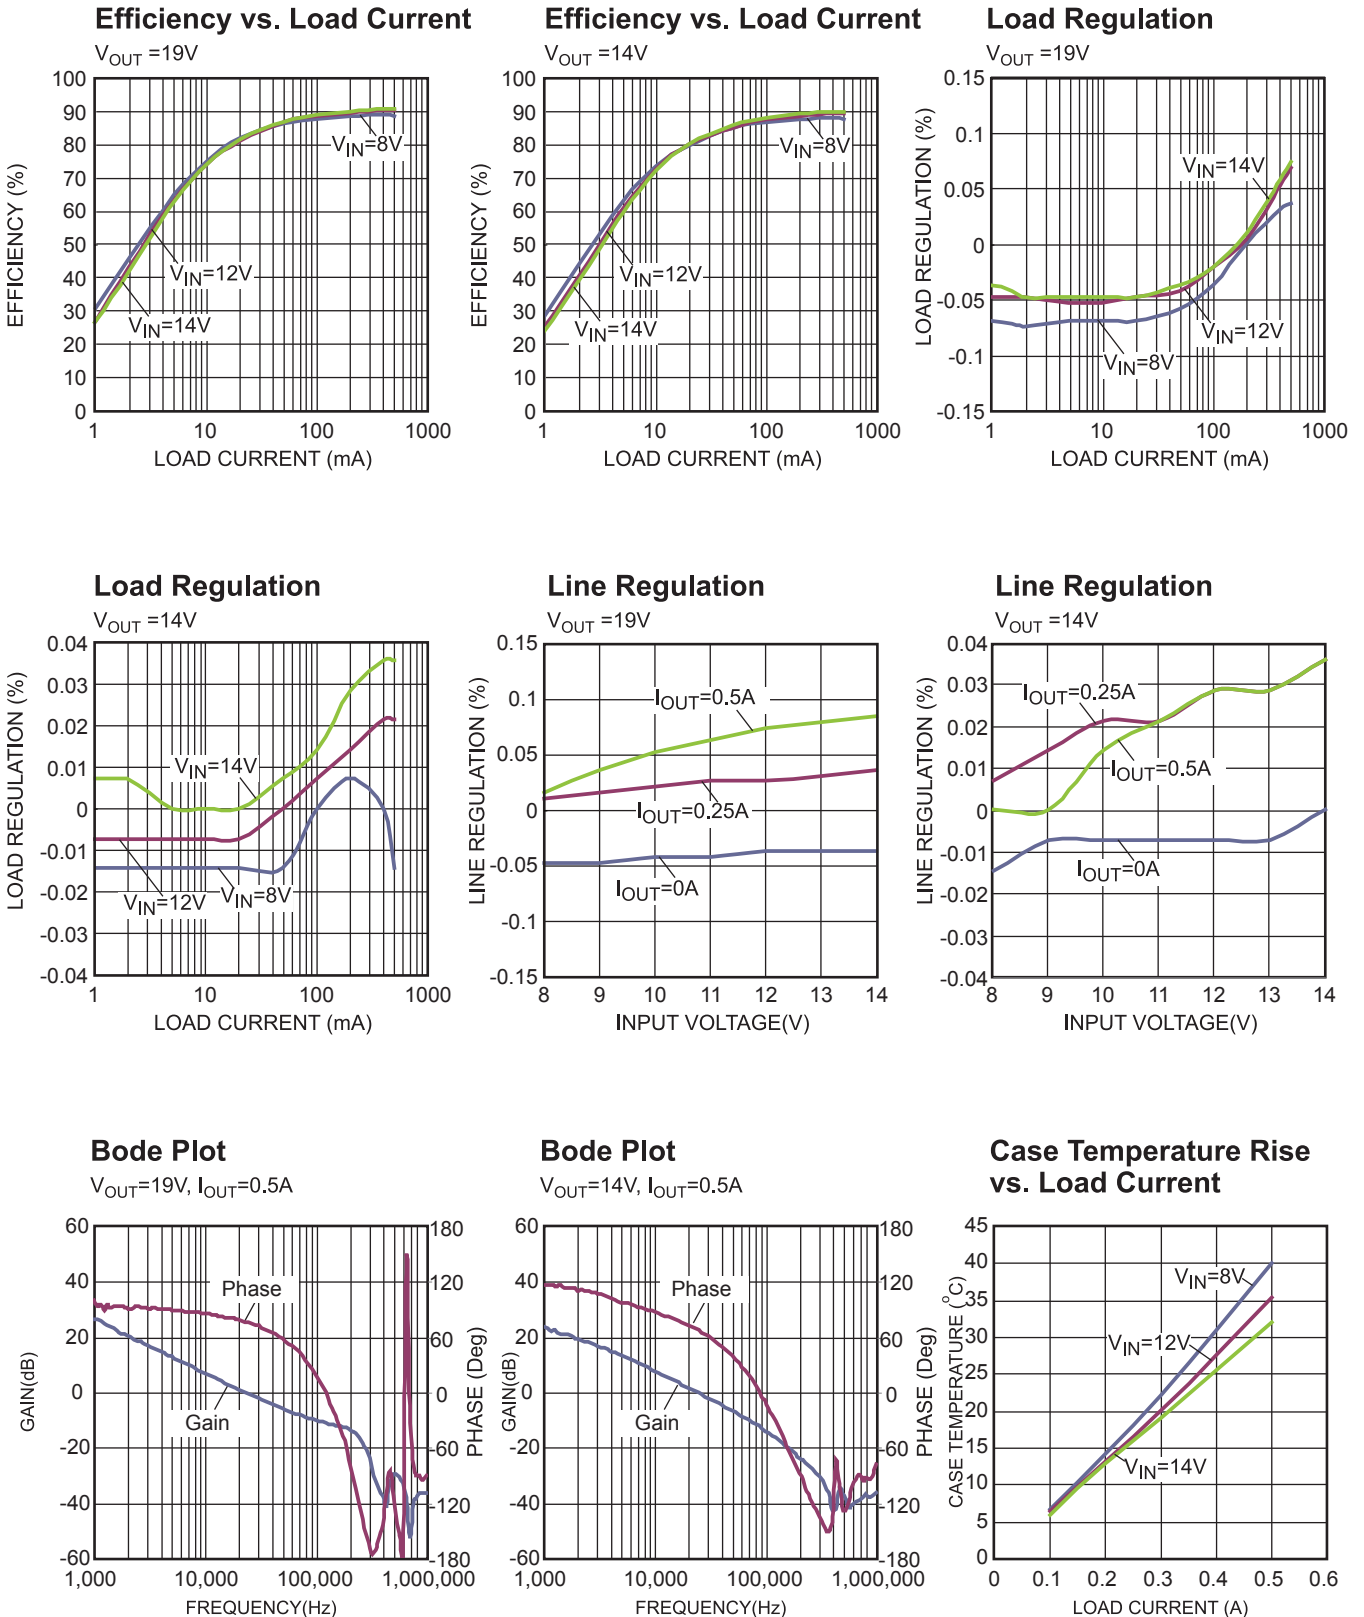 Efficiency vs. Load Current
VOUT =19V
EFFICIENCY (%)
100
90
80
70
60
50
40
30
20
10
0
VIN=8V
VIN=12V
VIN=14V
1 10 100 1000
LOAD CURRENT (mA)
Efficiency vs. Load Current
VOUT =14V
EFFICIENCY (%)
100
90
80
70
60
50
40
30
20
10
0
VIN=8V
VIN=12V
VIN=14V
1 10 100 1000
LOAD CURRENT (mA)
Load Regulation
VOUT =19V
LOAD REGULATION (%)
0.15
0.1
0.05
0
-0.05
-0.1
-0.15
VIN=14V
VIN=12V
VIN=8V
1 10 100 1000
LOAD CURRENT (mA)
Load Regulation
VOUT =14V
LOAD REGULATION (%)
0.04
0.03
0.02
0.01
0
-0.01
-0.02
-0.03
-0.04
VIN=14V
VIN=12V
VIN=8V
1 10 100 1000
LOAD CURRENT (mA)
Line Regulation
VOUT =19V
LINE REGULATION (%)
0.15
0.1
0.05
0
-0.05
-0.1
-0.15
IOUT=0.5A
IOUT=0.25A
IOUT=0A
8 9 10 11 12 13 14
INPUT VOLTAGE(V)
Line Regulation
VOUT =14V
LINE REGULATION (%)
0.04
0.03
0.02
0.01
0
-0.01
-0.02
-0.03
-0.04
IOUT=0.25A
IOUT=0.5A
IOUT=0A
8 9 10 11 12 13 14
INPUT VOLTAGE(V)
Bode Plot
VOUT=19V, IOUT=0.5A
GAIN(dB)
60
40
20
0
-20
-40
-60
Phase
Gain
180
120
60
0
-60
-120
-180
PHASE (Deg)
1,000 10,000 100,000 1,000,000
FREQUENCY(Hz)
Bode Plot
VOUT=14V, IOUT=0.5A
GAIN(dB)
60
40
20
0
-20
-40
-60
Phase
Gain
180
120
60
0
-60
-120
-180
PHASE (Deg)
1,000 10,000 100,000 1,000,000
FREQUENCY(Hz)
Case Temperature Rise
vs. Load Current
CASE TEMPERATURE (°C)
45
40
35
30
25
20
15
10
5
0
VIN=8V
VIN=12V
VIN=14V
0 0.1 0.2 0.3 0.4 0.5 0.6
LOAD CURRENT (A)